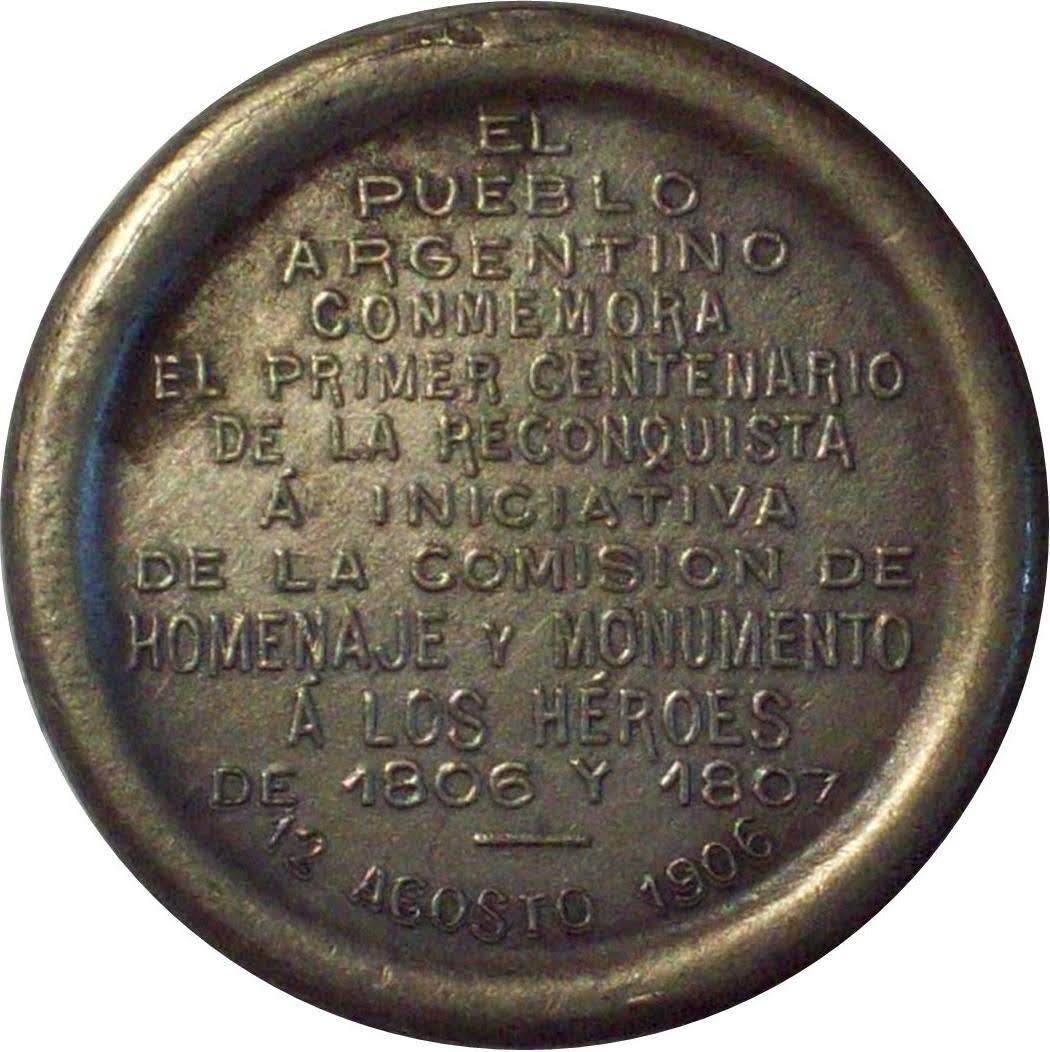 EL
PUEBLO
ARGENTINO
CONMEMORA
EL PRIMER CENTENARIO
DE LA RECONQUISTA
Á INICIATIVA
DE LA COMISION DE
HOMENAJE Y MONUMENTO
Á LOS HÉROES
DE 1806 Y 1807
12 AGOSTO 1906